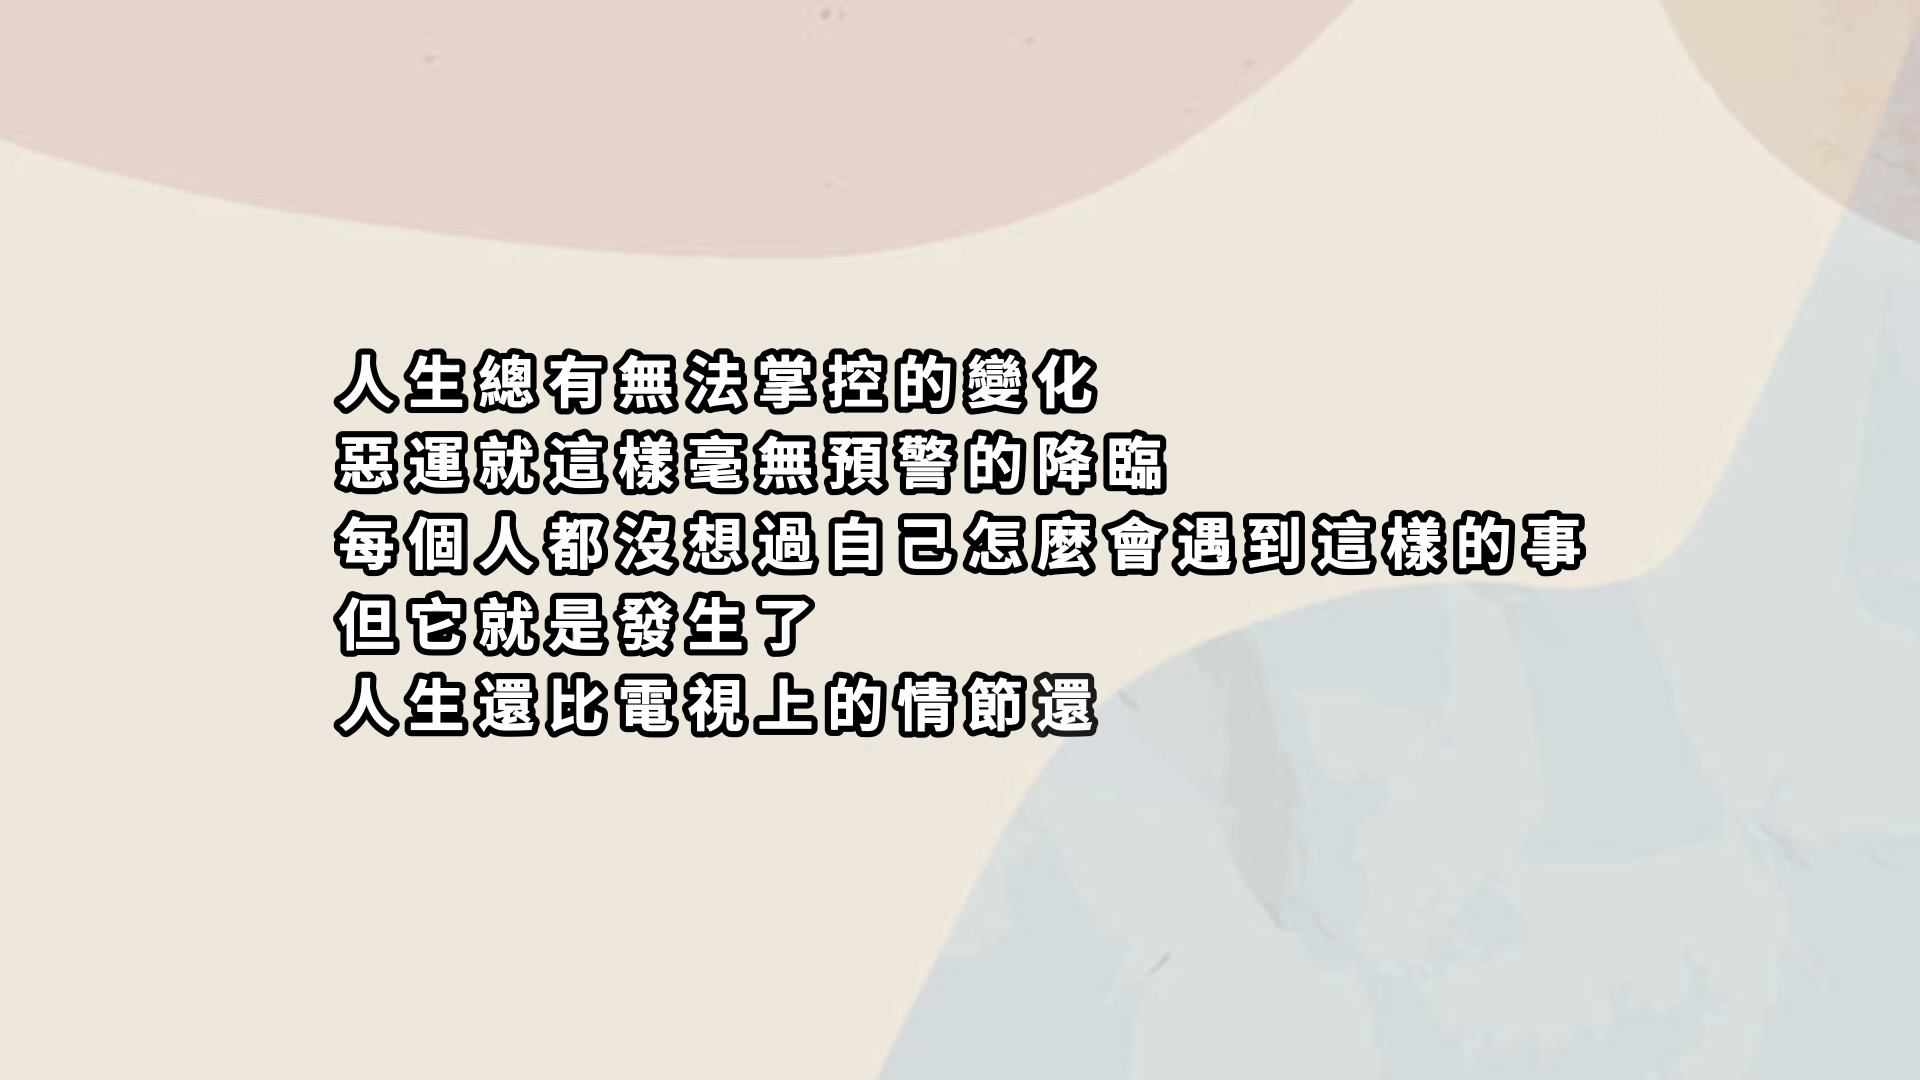 人生總有無法掌控的變化
惡運就這樣毫無預警的降臨
每個人都沒想過自己怎麼會遇到這樣的事
但它就是發生了
人生還比電視上的情節還